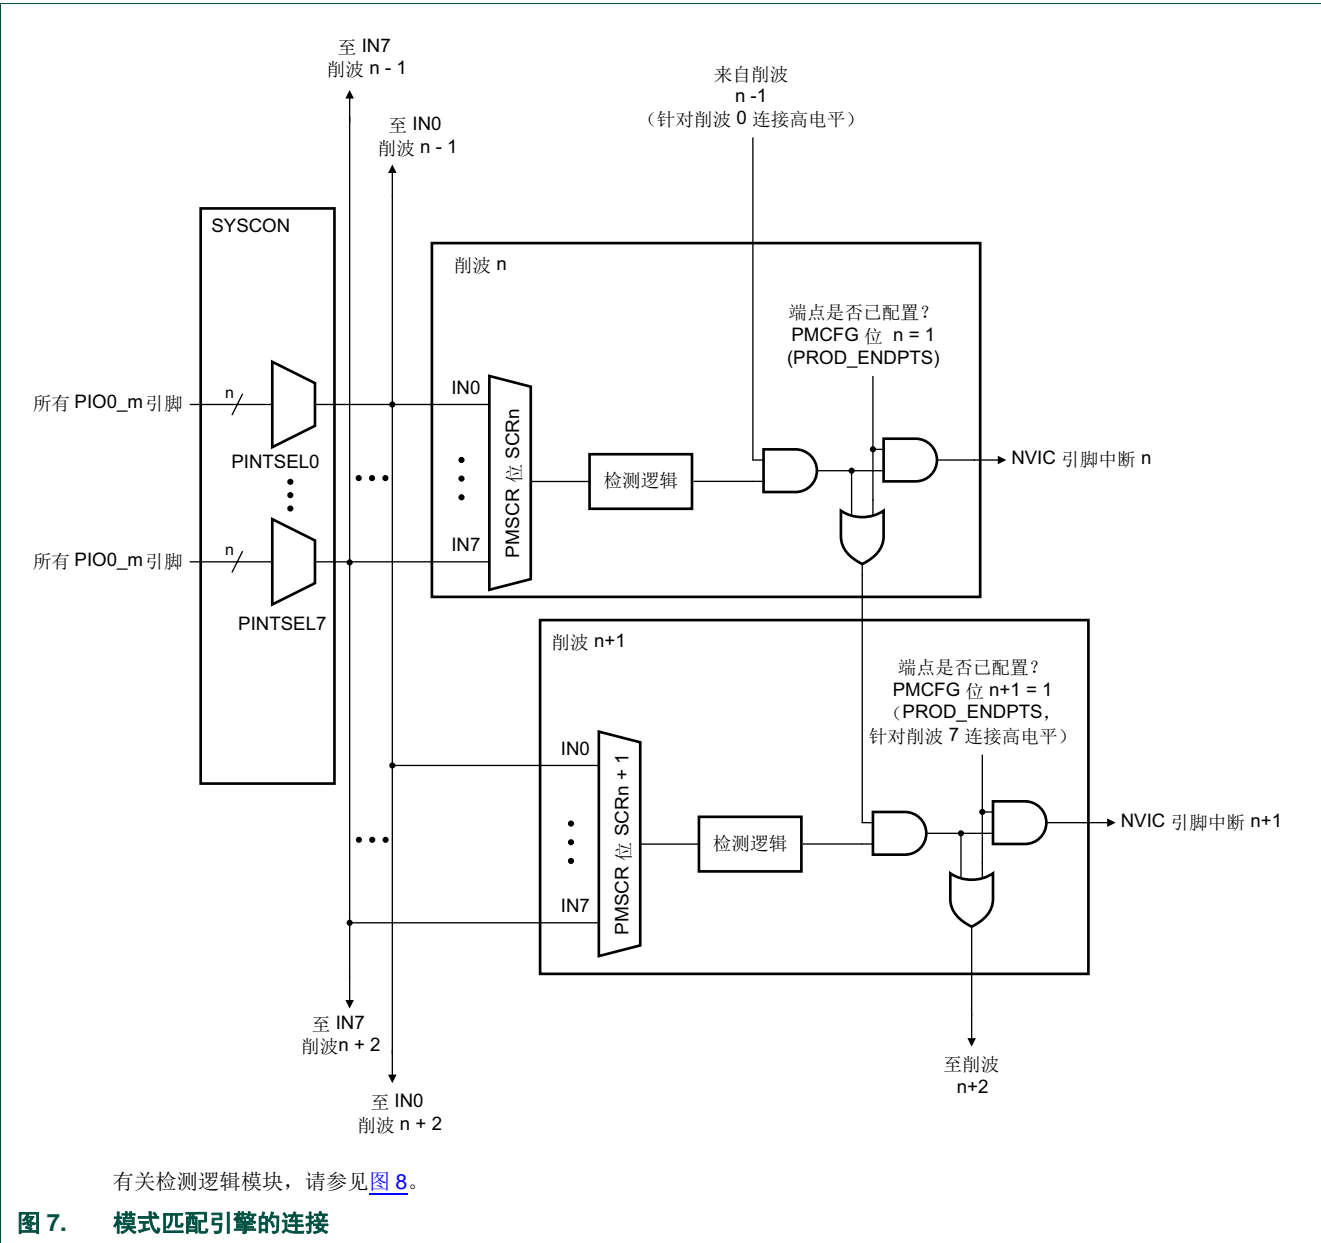 至 IN7
削波 n - 1
至 IN0
削波 n - 1
来自削波
n -1
（针对削波 0 连接高电平）
SYSCON
削波 n
端点是否已配置？
PMCFG 位 n = 1
(PROD_ENDPTS)
所有 PIO0_m 引脚
n
PINTSEL0
IN0
PMSCR 位 SCRn
检测逻辑
NVIC 引脚中断 n
IN7
所有 PIO0_m 引脚
n
PINTSEL7
削波 n+1
端点是否已配置？
PMCFG 位 n+1 = 1
（PROD_ENDPTS，
针对削波 7 连接高电平）
IN0
PMSCR 位 SCRn + 1
检测逻辑
NVIC 引脚中断 n+1
IN7
至 IN7
削波n + 2
至 IN0
削波 n + 2
至削波
n+2
有关检测逻辑模块，请参见图 8。
图 7. 模式匹配引擎的连接